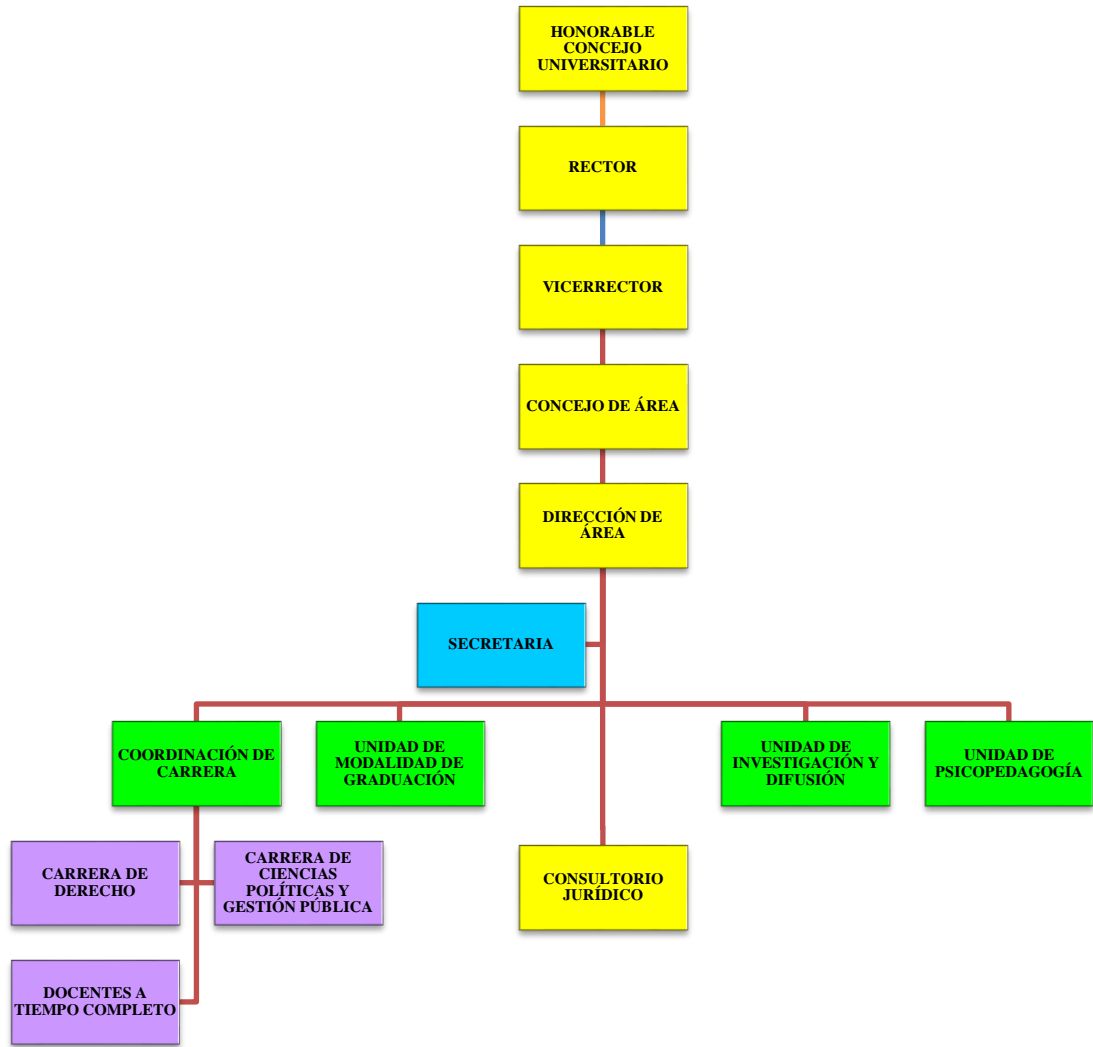 HONORABLE
CONCEJO
UNIVERSITARIO
RECTOR
VICERRECTOR
CONCEJO DE ÁREA
DIRECCIÓN DE
ÁREA
SECRETARIA
COORDINACIÓN DE
CARRERA
UNIDAD DE
MODALIDAD DE
GRADUACIÓN
UNIDAD DE
INVESTIGACIÓN Y
DIFUSIÓN
UNIDAD DE
PSICOPEDAGOGÍA
CARRERA DE
DERECHO
CARRERA DE
CIENCIAS
POLÍTICAS Y
GESTIÓN PÚBLICA
CONSULTORIO
JURÍDICO
DOCENTES A
TIEMPO COMPLETO